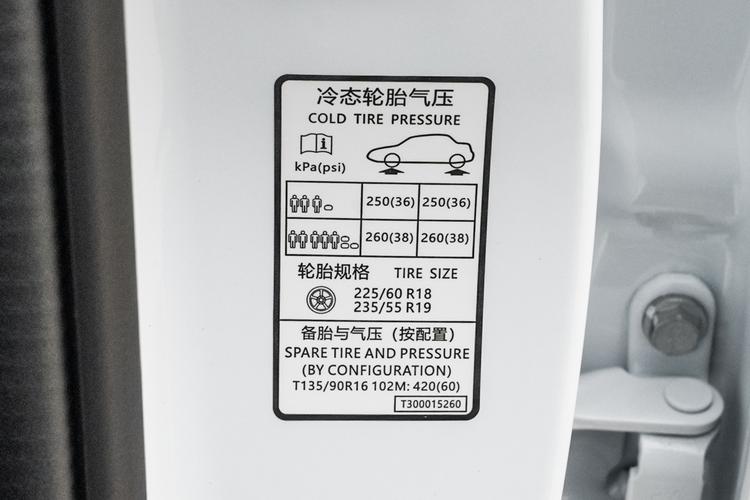 冷态轮胎气压
COLD TIRE PRESSURE
kPa(psi)
250(36) 250(36)
260(38) 260(38)
轮胎规格 TIRE SIZE
225/60 R18
235/55 R19
备胎与气压（按配置）
SPARE TIRE AND PRESSURE
(BY CONFIGURATION)
T135/90R16 102M: 420(60)
T300015260